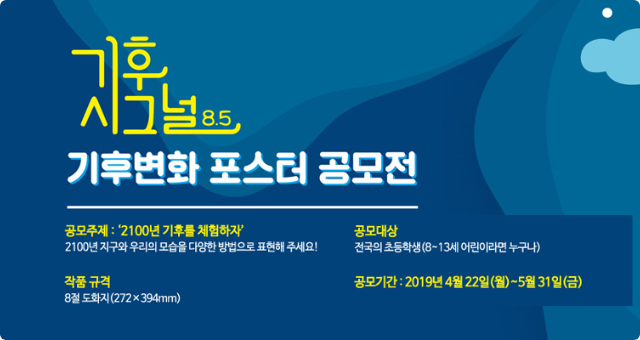 기후
시그널 8.5
기후변화 포스터 공모전
공모주제 : '2100년 기후를 체험하자'
2100년 지구와 우리의 모습을 다양한 방법으로 표현해 주세요!
작품 규격
8절 도화지(272×394mm)
공모대상
전국의 초등학생(8~13세 어린이라면 누구나)
공모기간 : 2019년 4월 22일(월)~5월 31일(금)